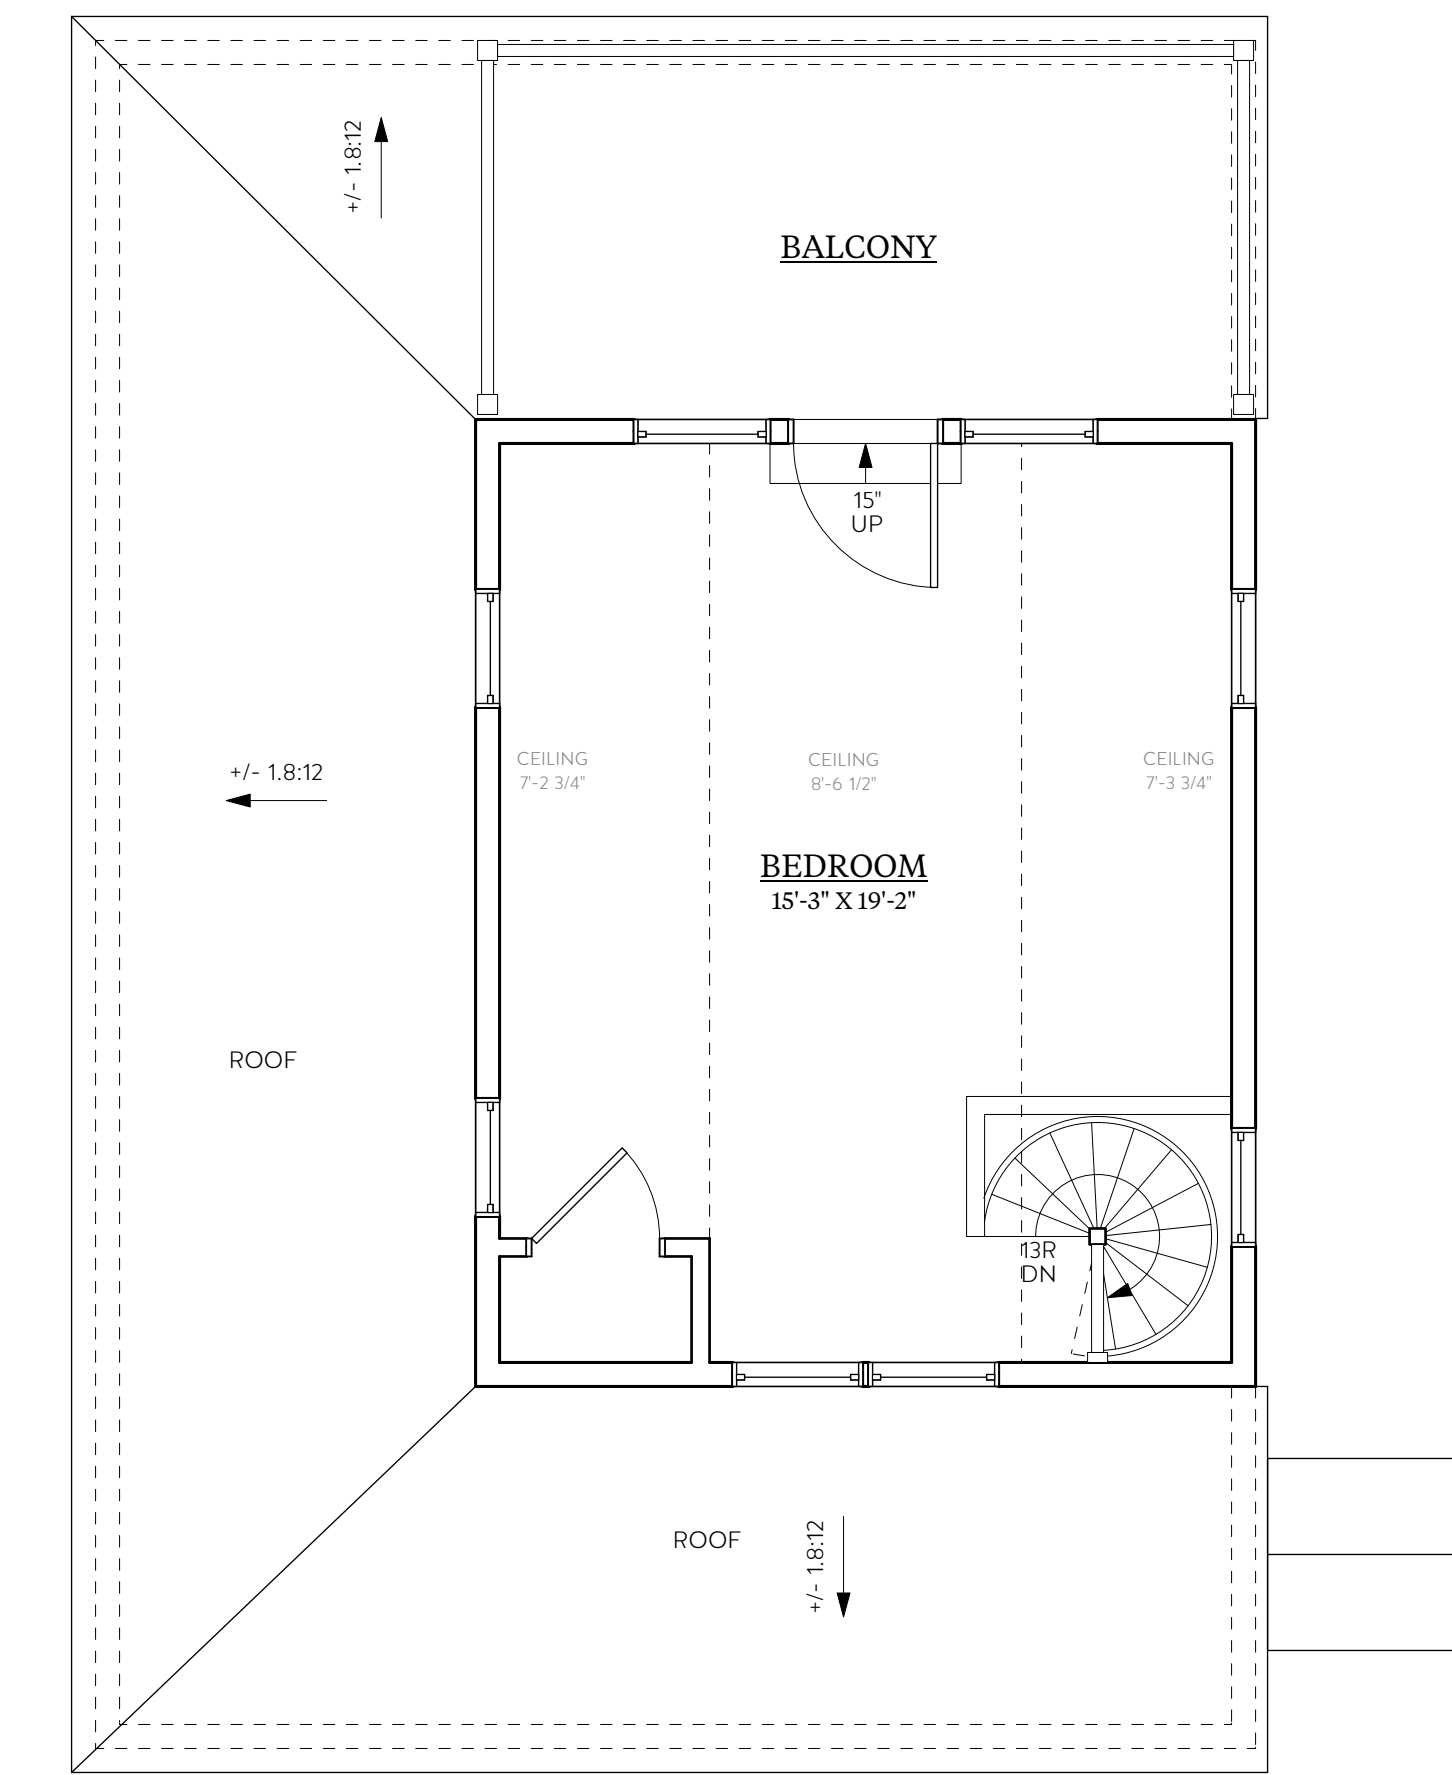 +/- 1.8:12
BALCONY
15"
UP
CEILING
7'-2 3/4"
CEILING
8'-6 1/2"
CEILING
7'-3 3/4"
+/- 1.8:12
BEDROOM
15'-3" X 19'-2"
ROOF
13R
DN
ROOF
+/- 1.8:12